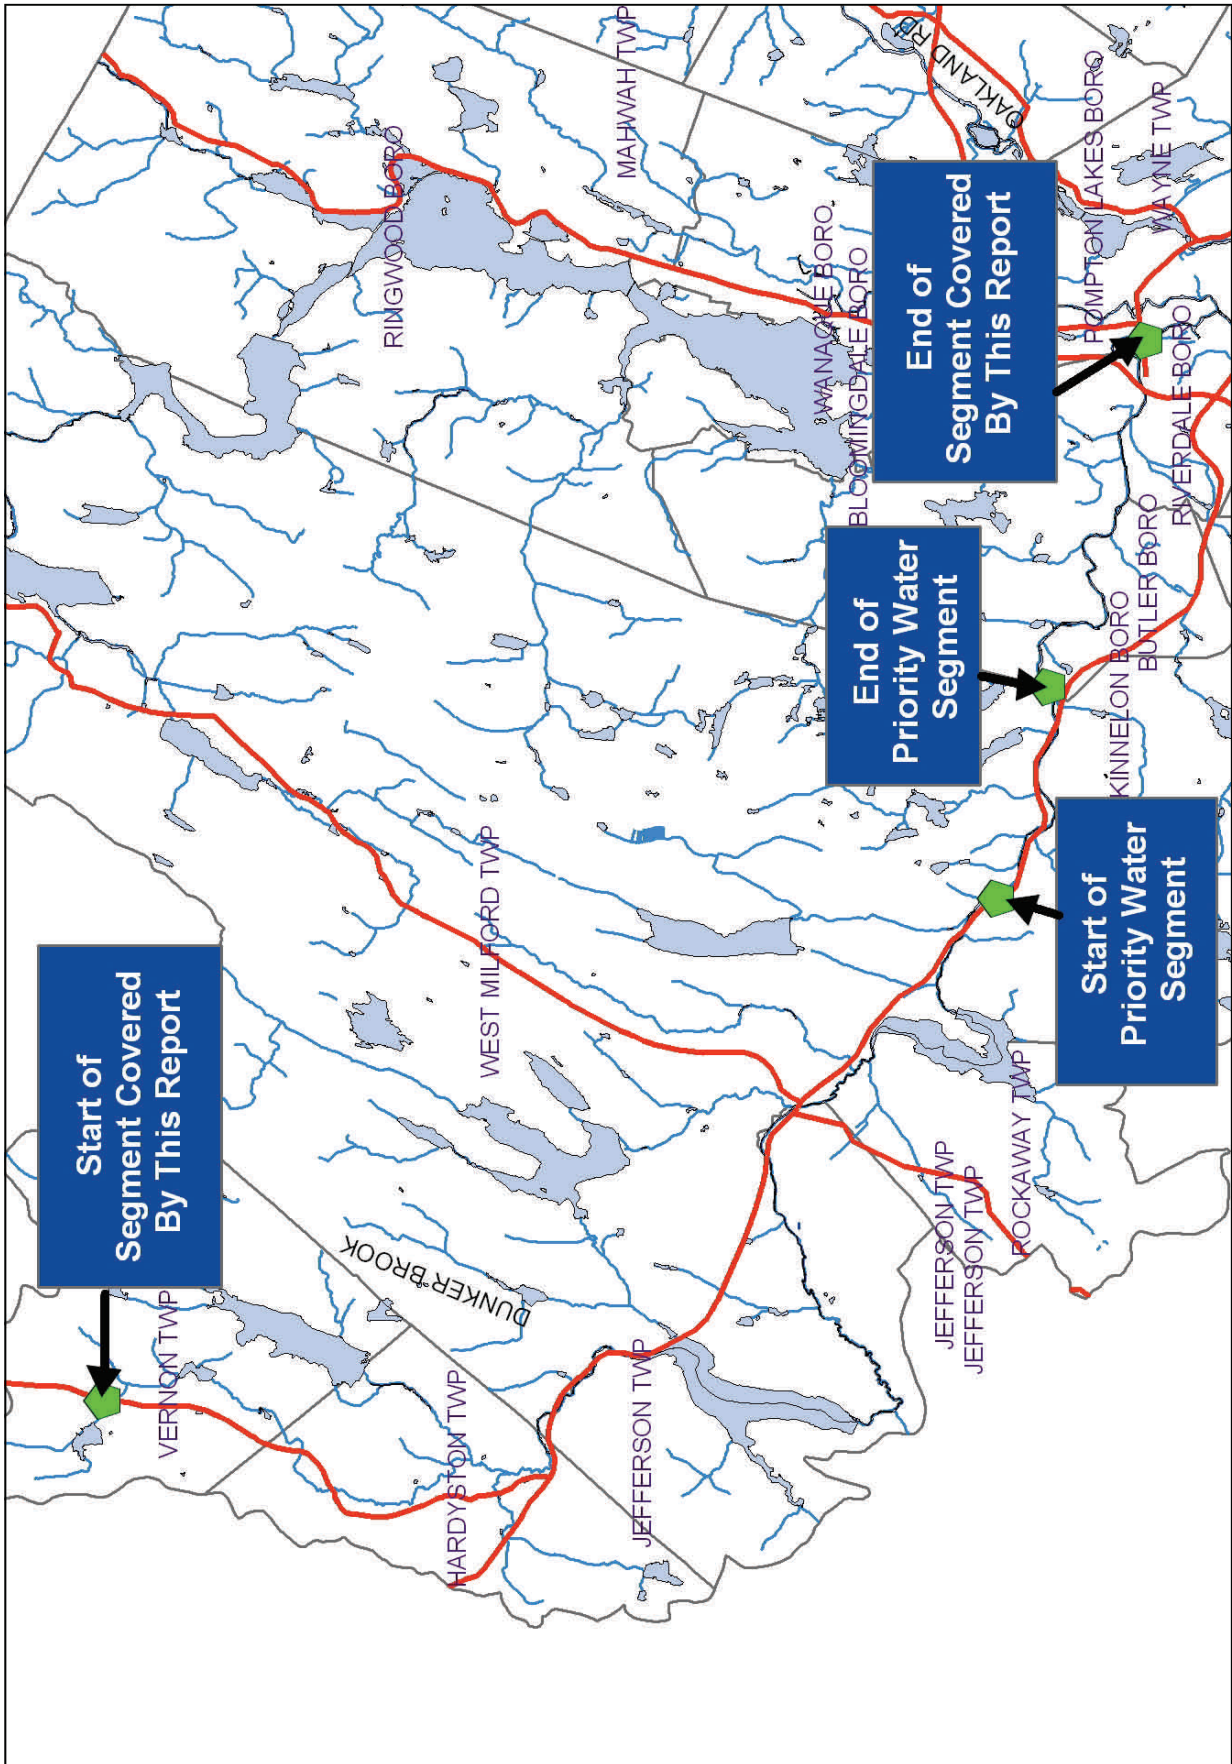 Start of
Segment Covered
By This Report
VERNON TWP
HARDYSTON TWP
JEFFERSON TWP
DUNKER BROOK
WEST MILFORD TWP
RINGWOOD BORO
MAHWAH TWP
JEFFERSON TWP
JEFFERSON TWP
ROCKAWAY TWP
Start of
Priority Water
Segment
End of
Priority Water
Segment
KINNELON BORO
BUTLER BORO
RIVERDALE BORO
BLOOMINGDALE BORO
WANAQUE BORO
End of
Segment Covered
By This Report
POMPTON LAKES BORO
WAYNE TWP
OAKLAND RD